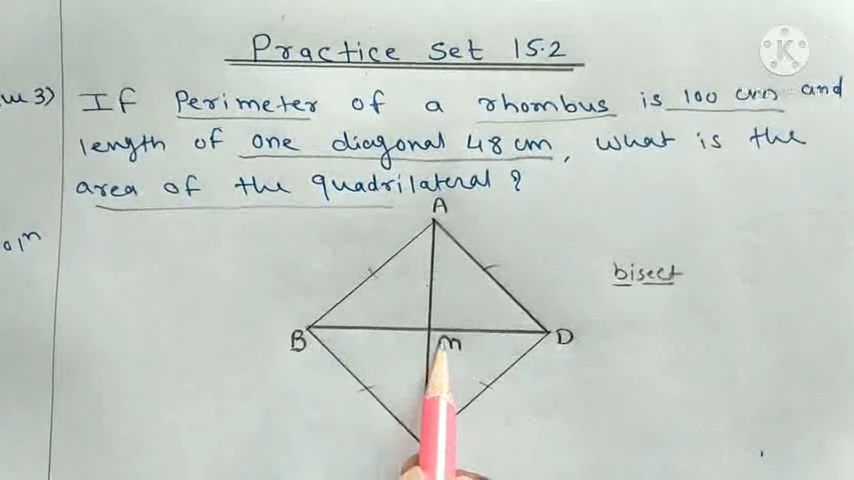 Practice Set 15.2
3) If Perimeter of a rhombus is 100 cm and
length of one diagonal 48 cm, What is the
area of the quadrilateral ?
A
bisect
B
m
D
K